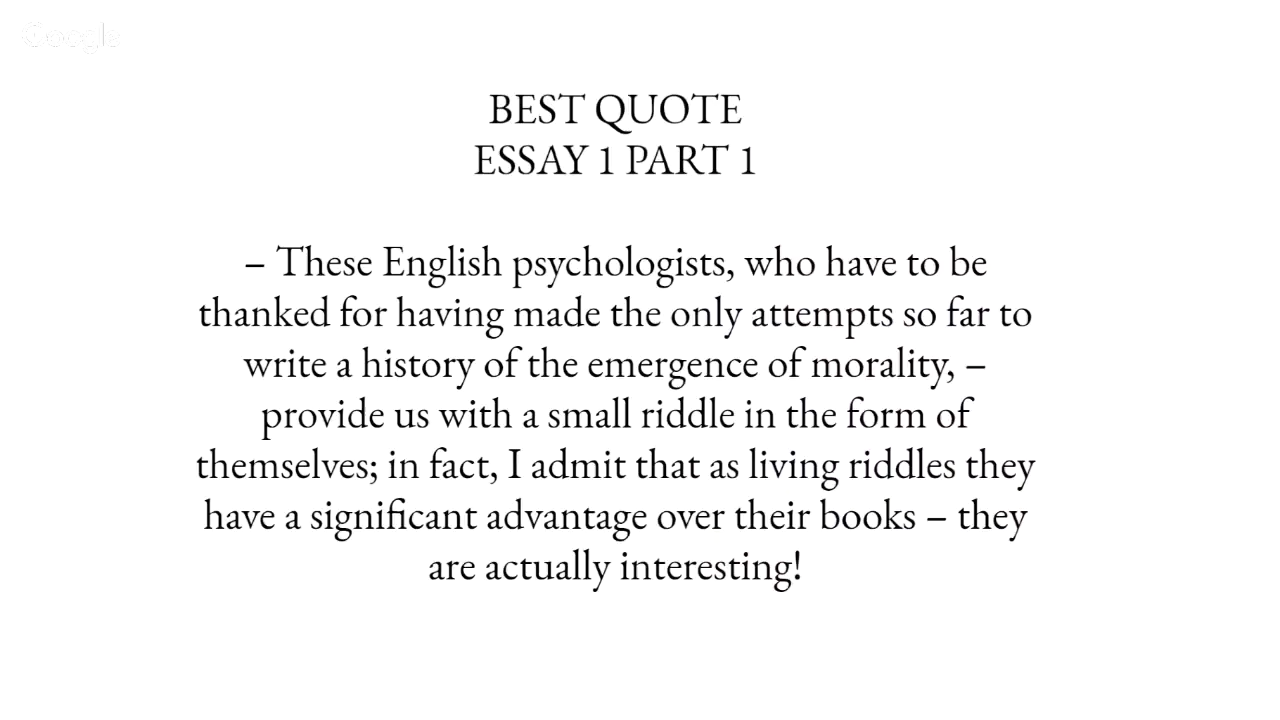 Google
BEST QUOTE
ESSAY 1 PART 1
– These English psychologists, who have to be
thanked for having made the only attempts so far to
write a history of the emergence of morality, –
provide us with a small riddle in the form of
themselves; in fact, I admit that as living riddles they
have a significant advantage over their books – they
are actually interesting!